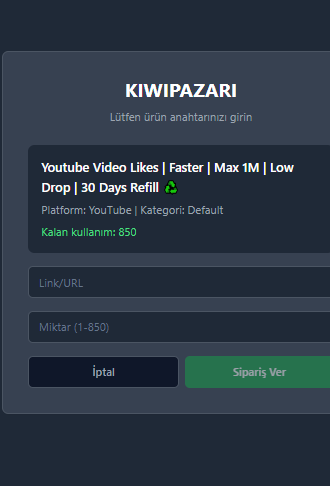 KIWIPAZARI
Lütfen ürün anahtarınızı girin
Youtube Video Likes | Faster | Max 1M | Low
Drop | 30 Days Refill ♻
Platform: YouTube | Kategori: Default
Kalan kullanım: 850
Link/URL
Miktar (1-850)
İptal
Sipariş Ver